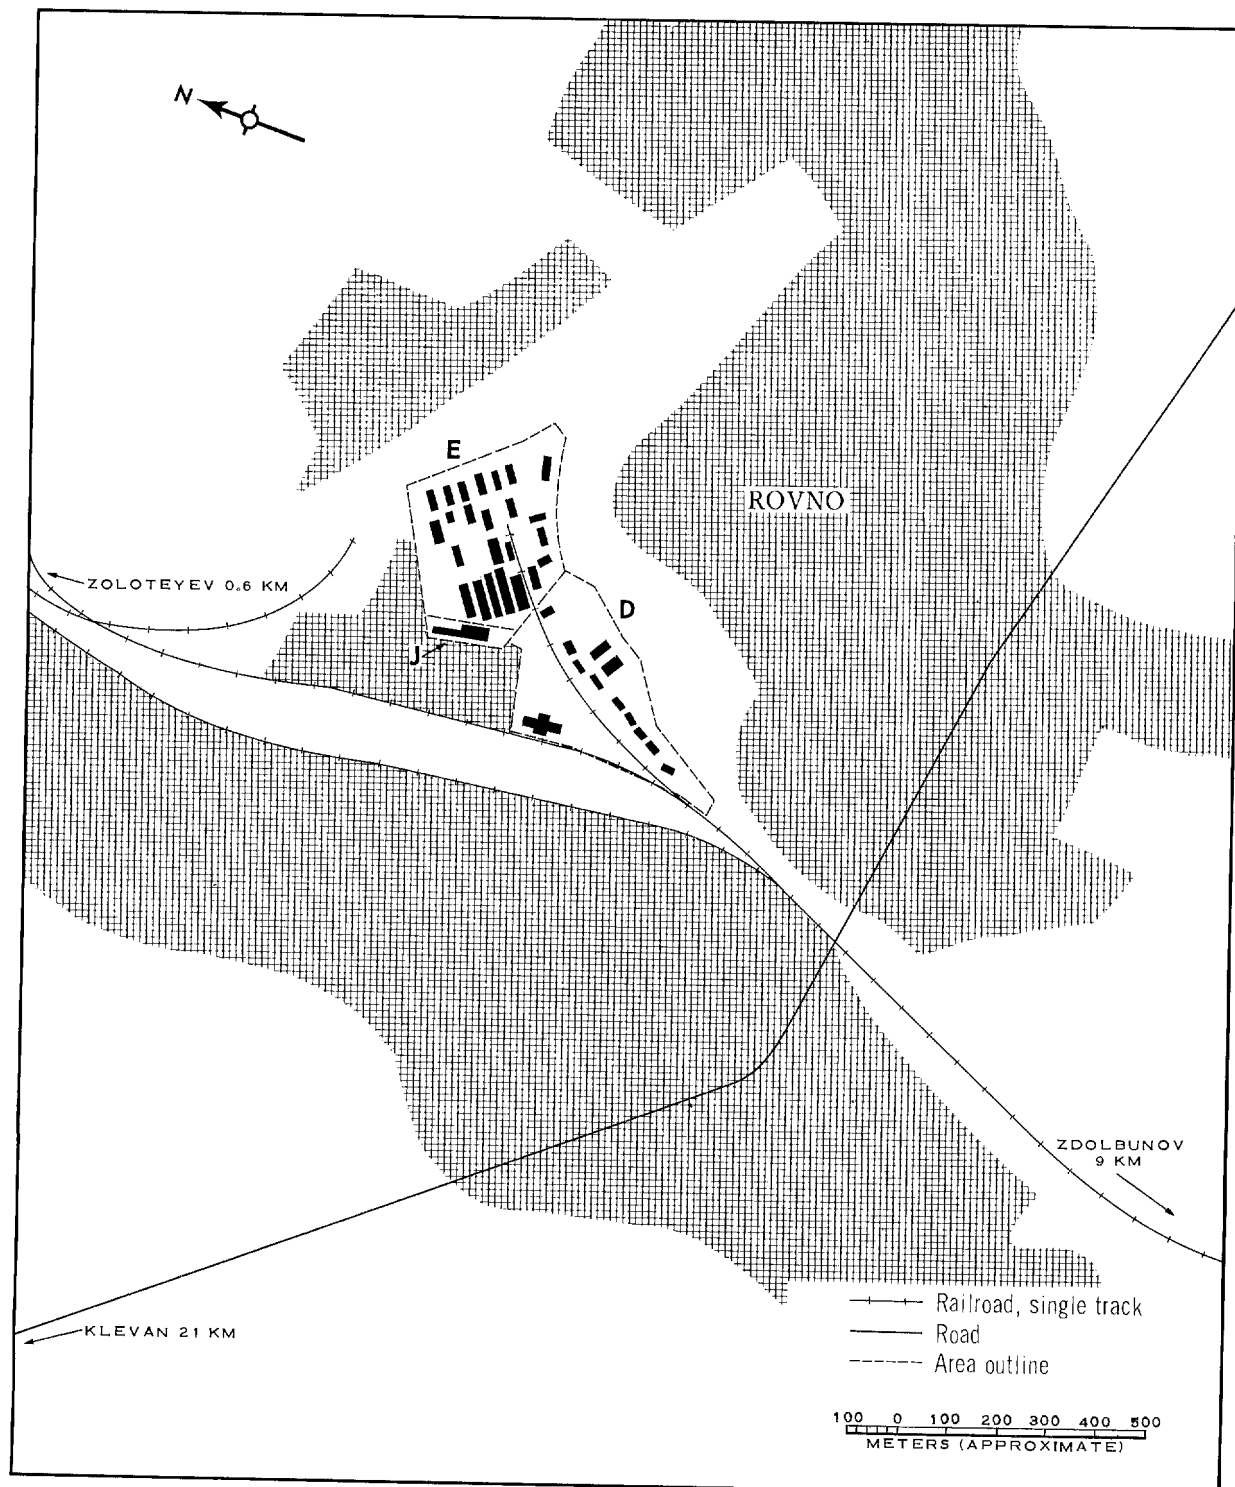 N
E
ROVNO
ZOLOTEYEV 0.6 KM
D
J
ZDOLBUNOV
9 KM
Railroad, single track
KLEVAN 21 KM
Road
Area outline
100 0 100 200 300 400 500
METERS (APPROXIMATE)